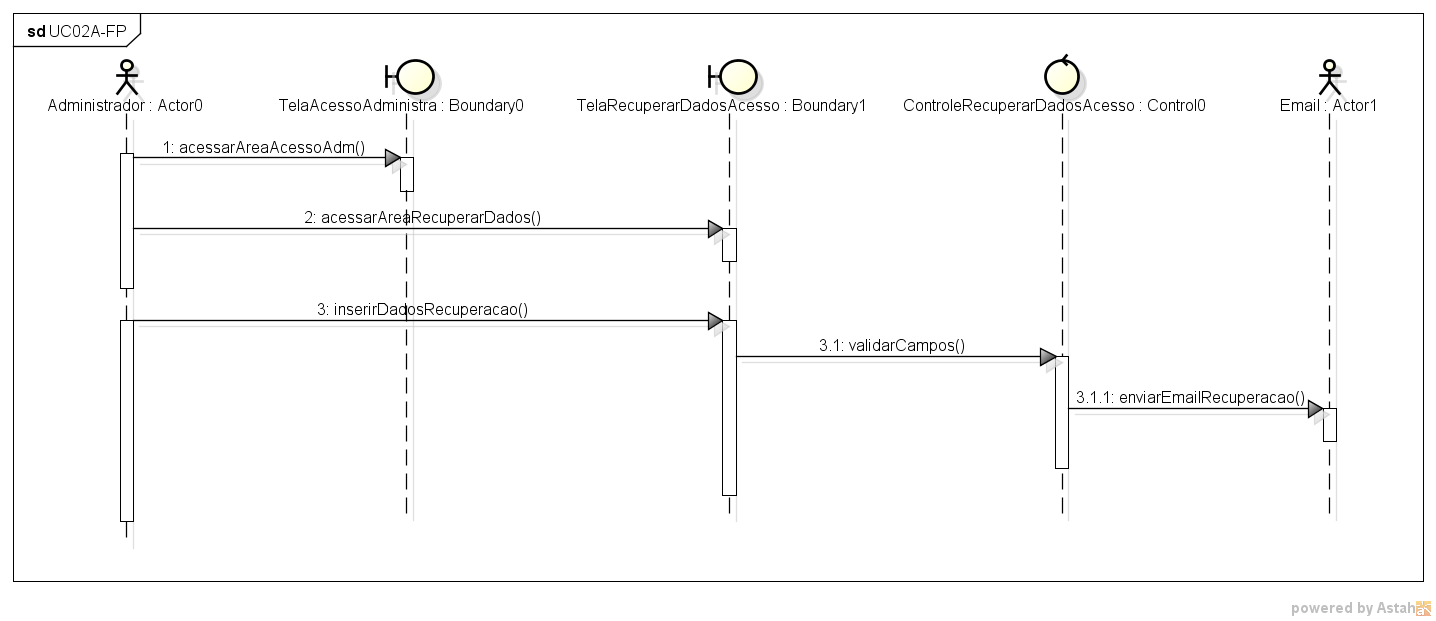 sd UC02A-FP
Administrador : Actor0
TelaAcessoAdministra : Boundary0
TelaRecuperarDadosAcesso : Boundary1
ControleRecuperarDadosAcesso : Control0
Email : Actor1
1: acessarAreaAcessoAdm()
2: acessarAreaRecuperarDados()
3: inserirDadosRecuperacao()
3.1: validarCampos()
3.1.1: enviarEmailRecuperacao()
powered by Astah